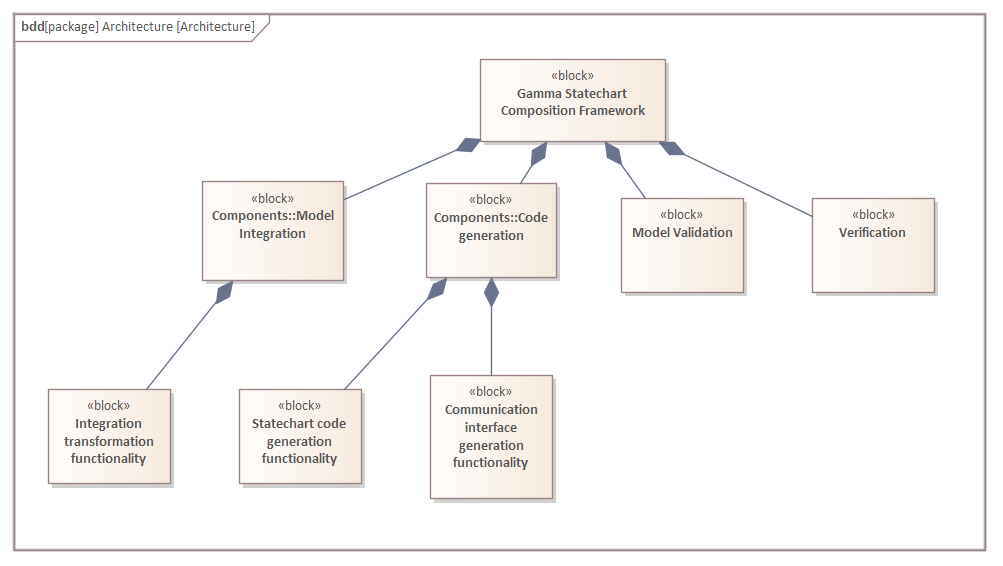 bdd[package] Architecture [Architecture]
«block»
Gamma Statechart
Composition Framework
«block»
Components::Model
Integration
«block»
Components::Code
generation
«block»
Model Validation
«block»
Verification
«block»
Integration
transformation
functionality
«block»
Statechart code
generation
functionality
«block»
Communication
interface
generation
functionality